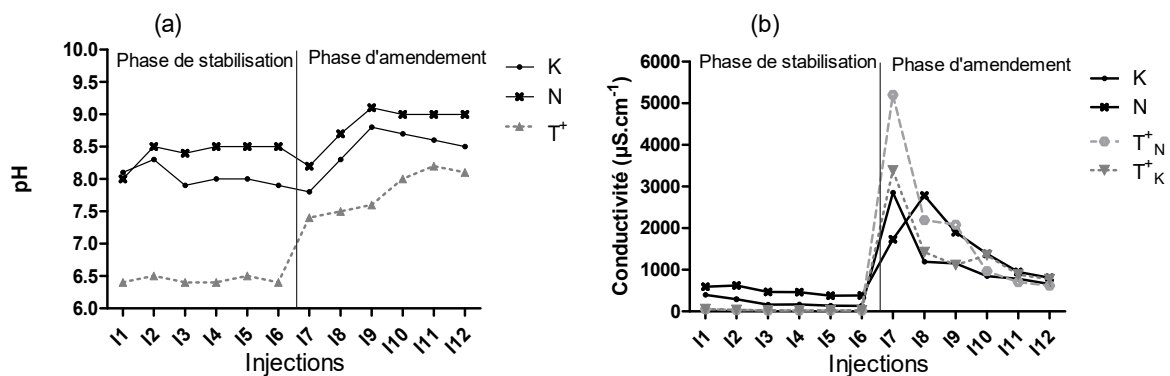 (a)
Phase de stabilisation
Phase d'amendement
10.0
9.5
9.0
8.5
8.0
7.5
7.0
6.5
6.0
pH
I1 I2 I3 I4 I5 I6 I7 I8 I9 I10 I11 I12
Injections
K
N
T+
(b)
Phase de stabilisation
Phase d'amendement
6000
5000
4000
3000
2000
1000
0
Conductivité (µS.cm-1)
I1 I2 I3 I4 I5 I6 I7 I8 I9 I10 I11 I12
Injections
K
N
T+N
T+K